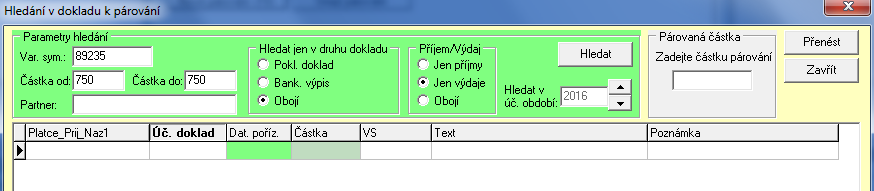 Hledání v dokladu k párování
Parametry hledání
Var. sym.: 89235
Částka od: 750 Částka do: 750
Partner:
Hledat jen v druhu dokladu
Pokl. doklad
Bank. výpis
Obojí
Příjem/Výdaj
Jen příjmy
Jen výdaje
Obojí
Hledat
Hledat v
úč. období: 2016
Párovaná částka
Zadejte částku párování
Přenést
Zavřít
Platce_Prij_Naz1 Úč. doklad Dat. poříz. Částka VS Text Poznámka